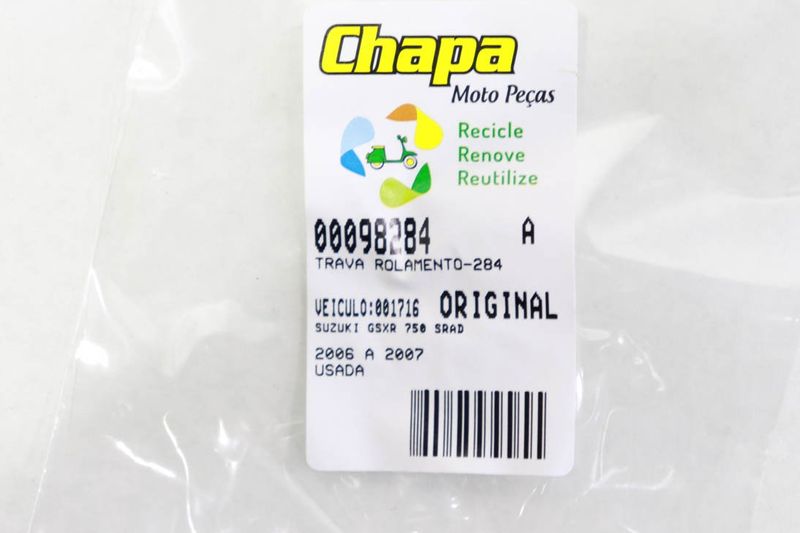 Chapa
Moto Peças
Recicle
Renove
Reutilize
00098284 A
TRAVA ROLAMENTO-284
VEICULO:001716 ORIGINAL
SUZUKI GSXR 750 SRAD
2006 A 2007
USADA